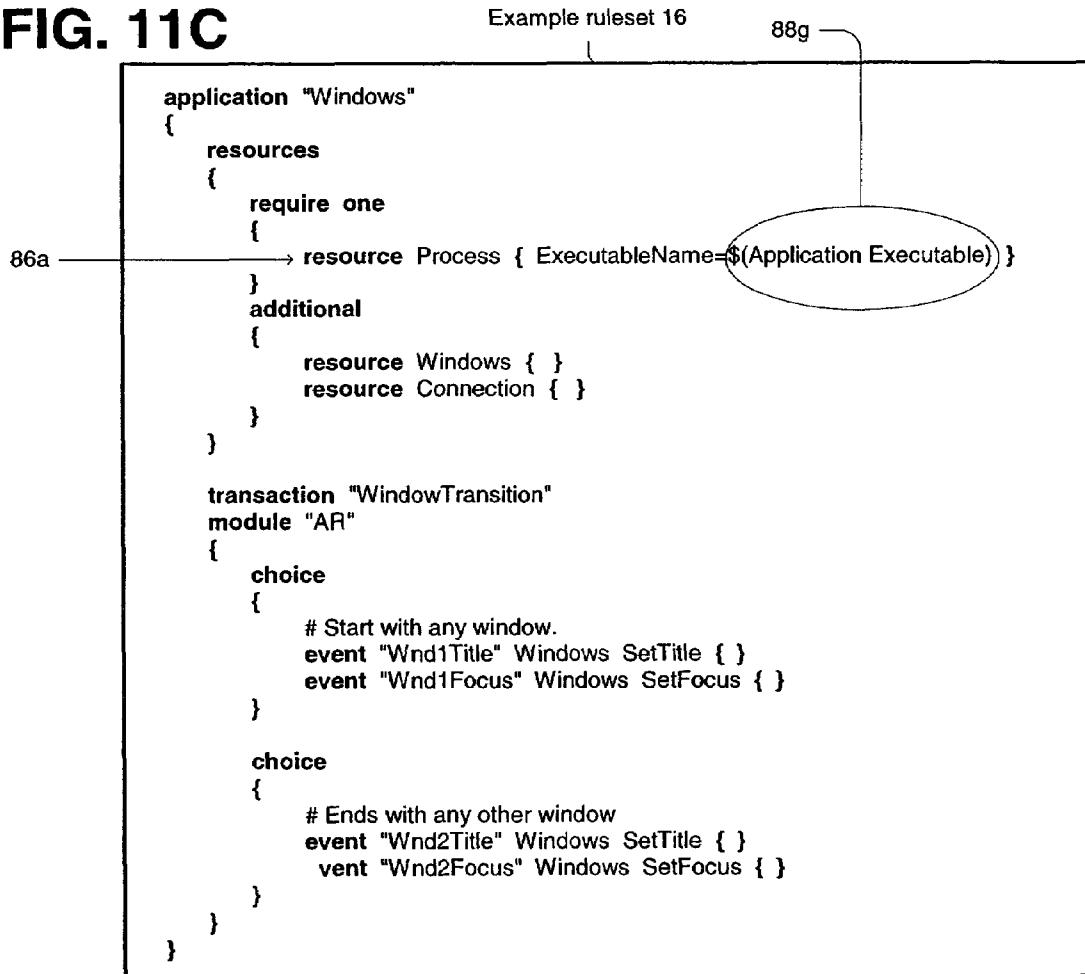 FIG. 11C
Example ruleset 16
88g
application "Windows"
{
resources
{
require one
{
86a
resource Process { ExecutableName=$(Application Executable) }
}
additional
{
resource Windows { }
resource Connection { }
}
}
transaction "WindowTransition"
module "AR"
{
choice
{
# Start with any window.
event "Wnd1Title" Windows SetTitle { }
event "Wnd1Focus" Windows SetFocus { }
}
choice
{
# Ends with any other window
event "Wnd2Title" Windows SetTitle { }
vent "Wnd2Focus" Windows SetFocus { }
}
}
}